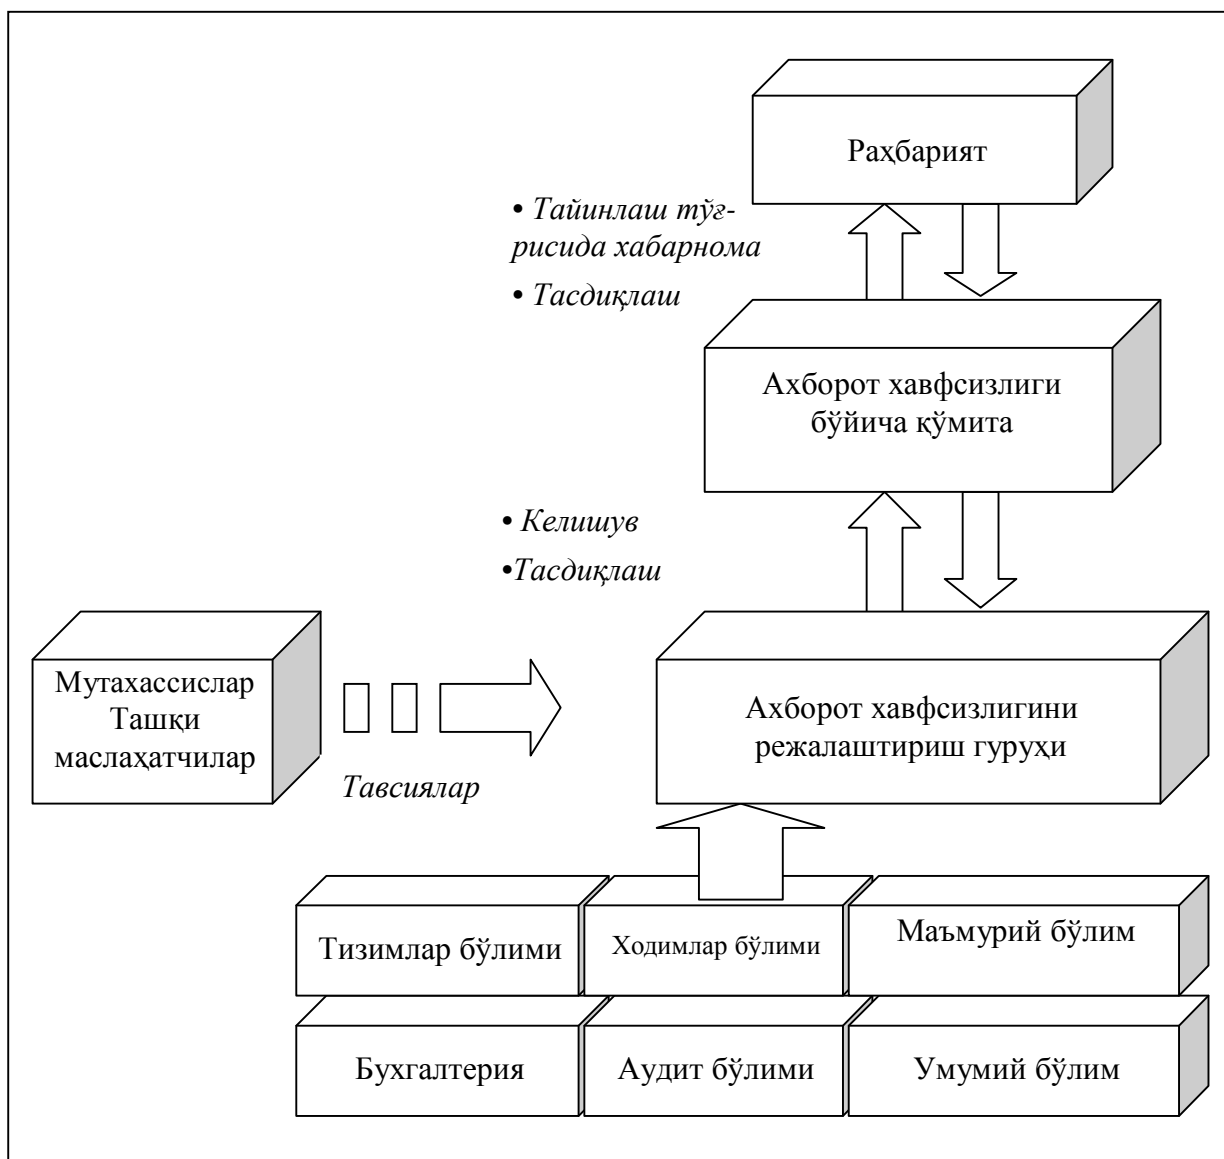 Раҳбарият
• Тайинлаш тўғ-
рисида хабарнома
• Тасдиқлаш
Ахборот хавфсизлиги
бўйича қўмита
• Келишув
•Тасдиқлаш
Мутахассислар
Ташқи
маслаҳатчилар
Тавсиялар
Ахборот хавфсизлигини
режалаштириш гуруҳи
Тизимлар бўлими
Ходимлар бўлими
Маъмурий бўлим
Бухгалтерия
Аудит бўлими
Умумий бўлим